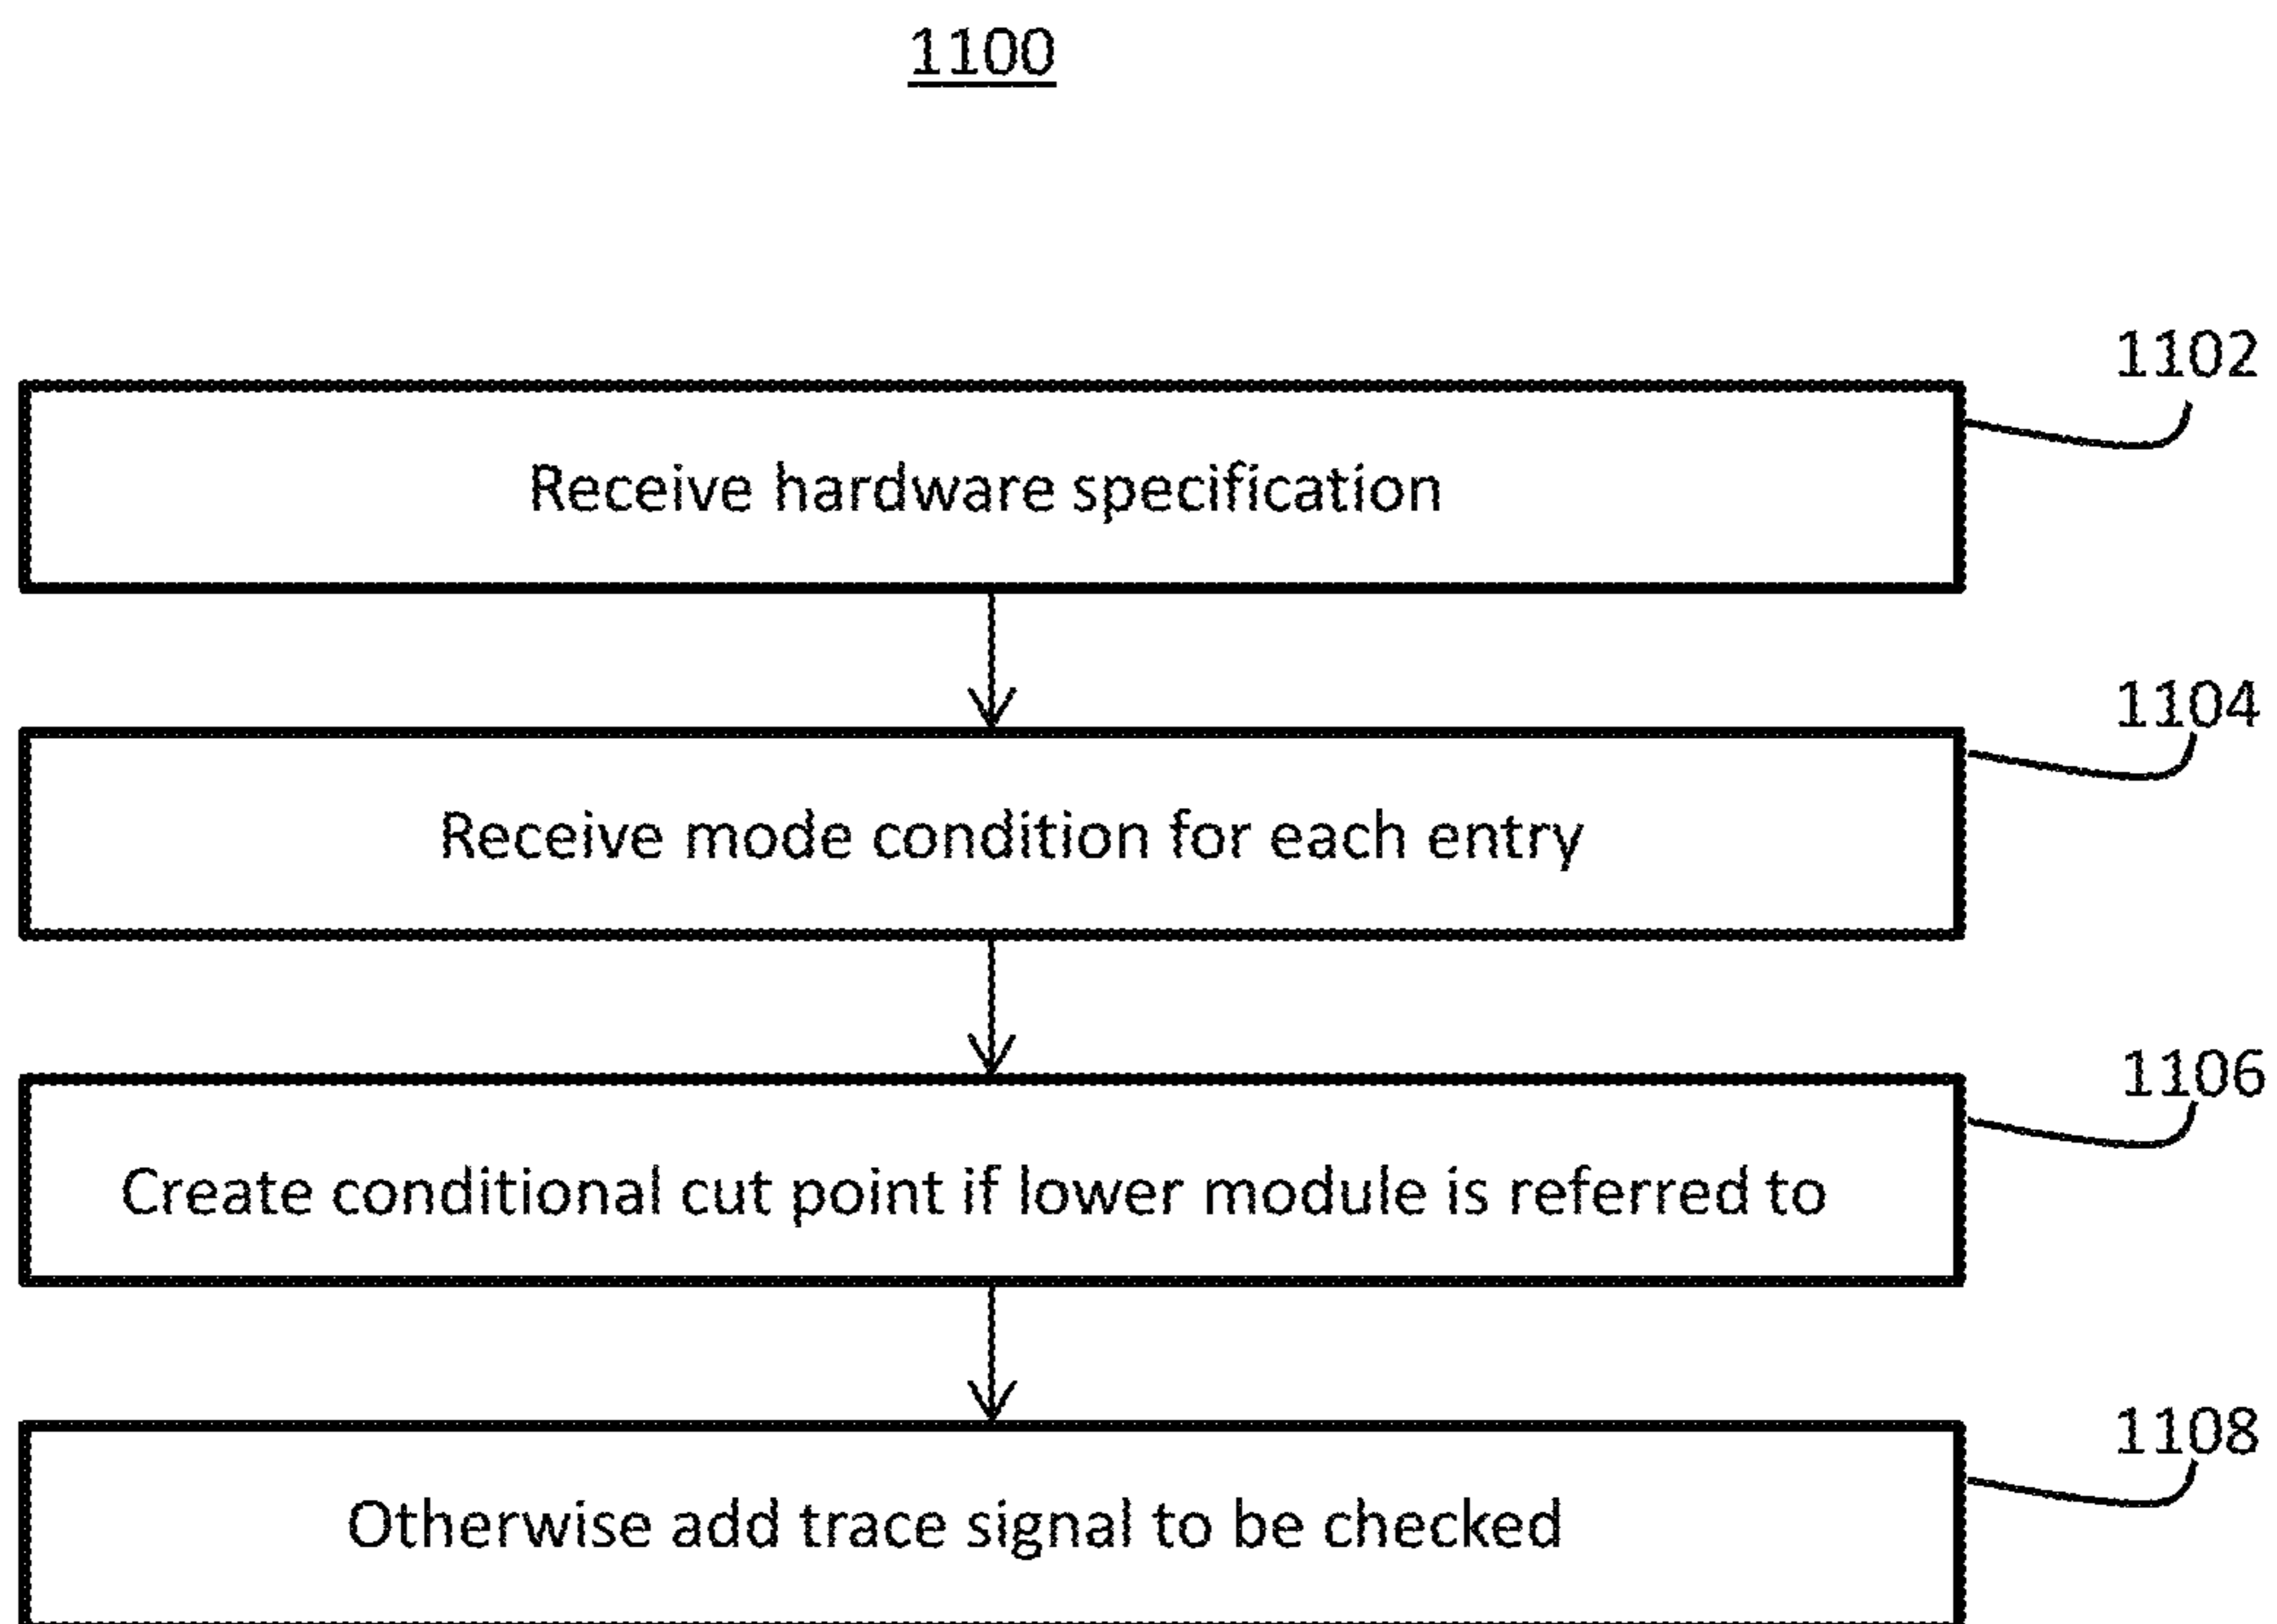 1100
1102
Receive hardware specification
1104
Receive mode condition for each entry
1106
Create conditional cut point if lower module is referred to
1108
Otherwise add trace signal to be checked